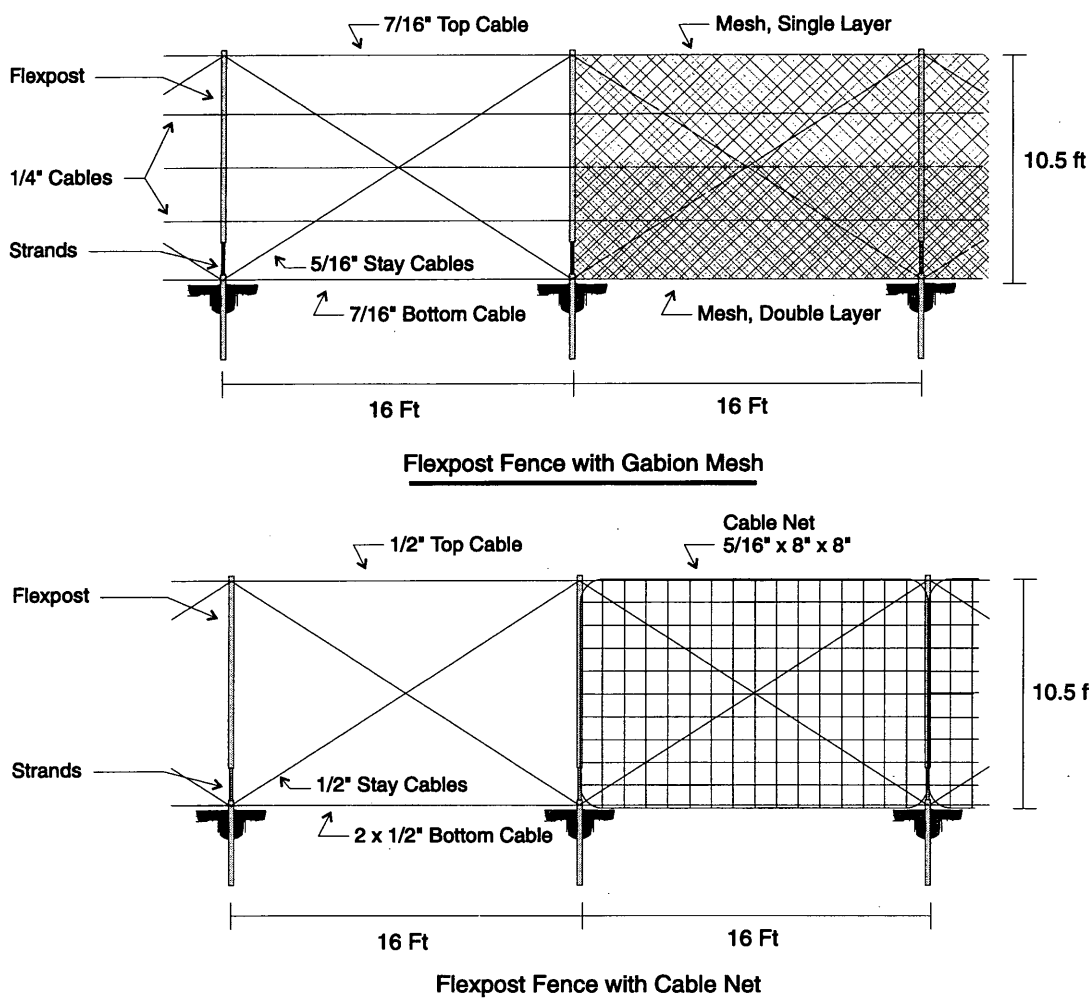 7/16" Top Cable
Mesh, Single Layer
Flexpost
1/4" Cables
10.5 ft
Strands
5/16" Stay Cables
7/16" Bottom Cable
Mesh, Double Layer
16 Ft
16 Ft
Flexpost Fence with Gabion Mesh
1/2" Top Cable
Cable Net
5/16" x 8" x 8"
Flexpost
10.5 f
Strands
1/2" Stay Cables
2 x 1/2" Bottom Cable
16 Ft
16 Ft
Flexpost Fence with Cable Net